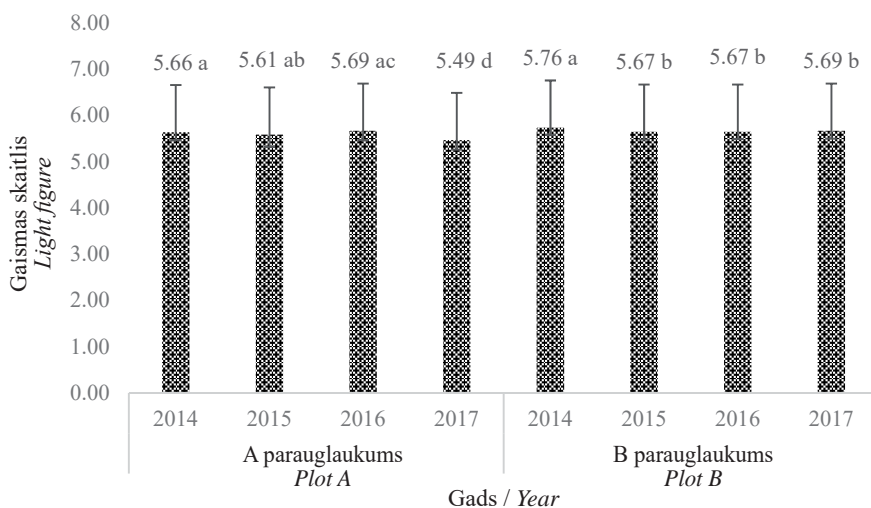 8.00
7.00
6.00
5.00
4.00
3.00
2.00
1.00
0.00
Gaismas skaitlis
Light figure
5.66 a 5.61 ab 5.69 ac 5.49 d 5.76 a 5.67 b 5.67 b 5.69 b
2014 2015 2016 2017 2014 2015 2016 2017
A parauglaukums B parauglaukums
Plot A Plot B
Gads / Year